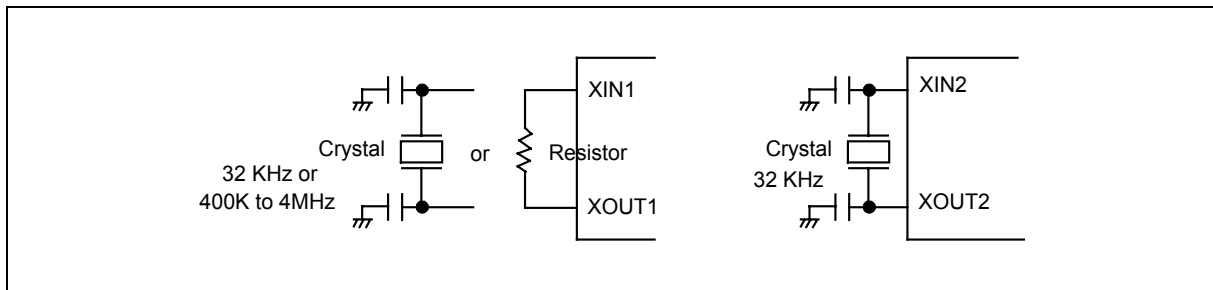 XIN1
Crystal or Resistor
32 KHz or
400K to 4MHz
XOUT1
XIN2
Crystal
32 KHz
XOUT2